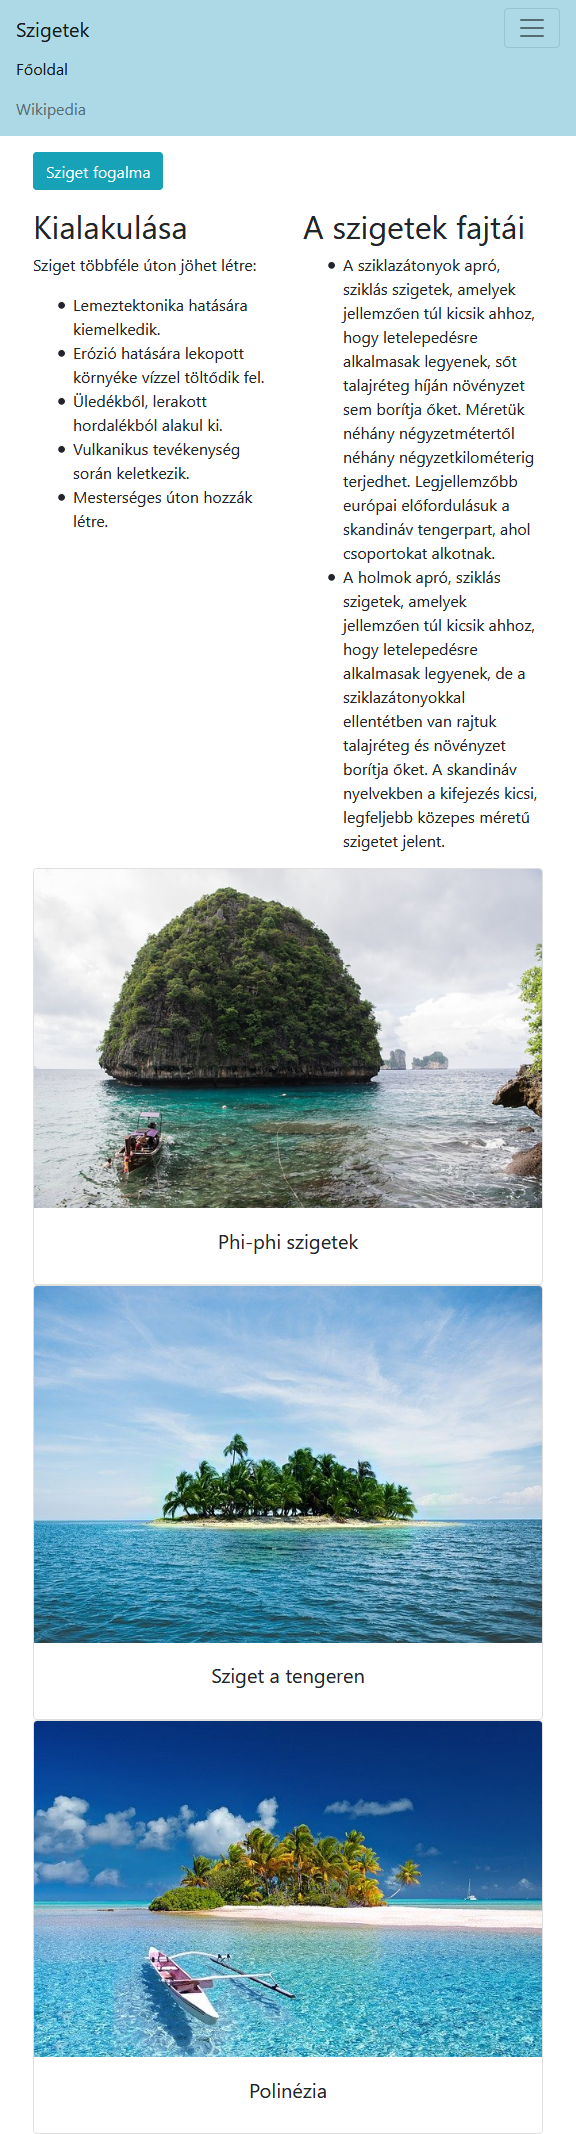 Szigetek
Főoldal
Wikipedia
Sziget fogalma
Kialakulása
Sziget többféle úton jöhet létre:
Lemeztektonika hatására
kiemelkedik.
Erózió hatására lekopott
környéke vízzel töltődik fel.
Üledékből, lerakott
hordalékból alakul ki.
Vulkanikus tevékenység
során keletkezik.
Mesterséges úton hozzák
létre.
A szigetek fajtái
A sziklazátonyok apró,
sziklás szigetek, amelyek
jellemzően túl kicsik ahhoz,
hogy letelepedésre
alkalmasak legyenek, sőt
talajréteg híján növényzet
sem borítja őket. Méretük
néhány négyzetmétertől
néhány négyzetkilométerig
terjedhet. Legjellemzőbb
európai előfordulásuk a
skandináv tengerpart, ahol
csoportokat alkotnak.
A holmok apró, sziklás
szigetek, amelyek
jellemzően túl kicsik ahhoz,
hogy letelepedésre
alkalmasak legyenek, de a
sziklazátonyokkal
ellentétben van rajtuk
talajréteg és növényzet
borítja őket. A skandináv
nyelvekben a kifejezés kicsi,
legfeljebb közepes méretű
szigetet jelent.
Phi-phi szigetek
Sziget a tengeren
Polinézia